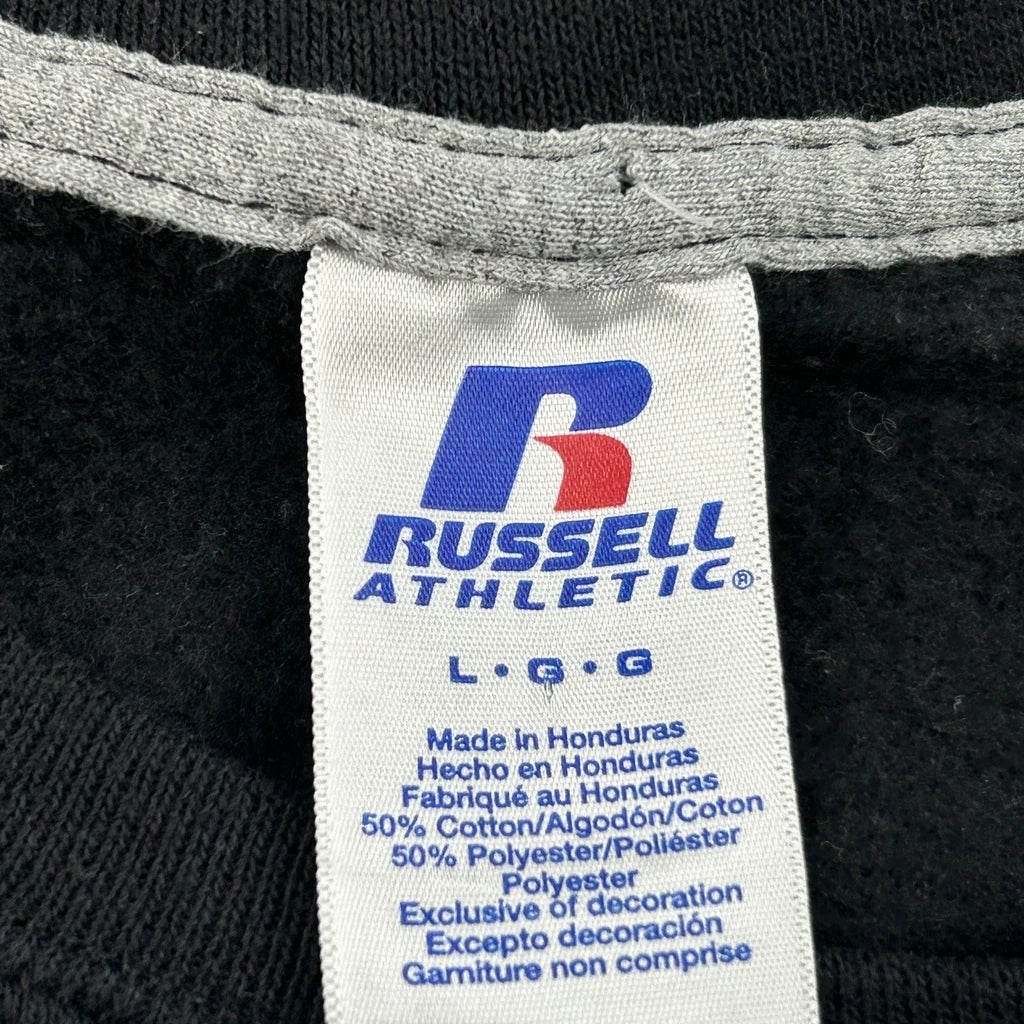 R
RUSSELL
ATHLETIC®
L • G • G
Made in Honduras
Hecho en Honduras
Fabriqué au Honduras
50% Cotton/Algodón/Coton
50% Polyester/Poliéster
Polyester
Exclusive of decoration
Excepto decoración
Garniture non comprise